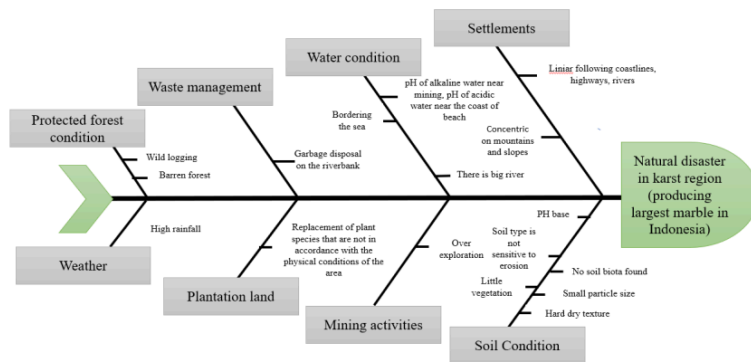 Settlements
Water condition
Waste management
Protected forest
condition
Liniar following coastlines,
highways, rivers
pH of alkaline water near
mining, pH of acidic
water near the coast of
beach
Bordering
the sea
Concentric
on mountains
and slopes
Wild logging
Barren forest
Garbage disposal
on the riverbank
There is big river
Natural disaster
in karst region
(producing
largest marble in
Indonesia)
High rainfall
Replacement of plant
species that are not in
accordance with the
physical conditions of the
area
Over
exploration
PH base
Soil type is
not
sensitive to
erosion
No soil biota found
Little
vegetation
Small particle size
Hard dry texture
Weather
Plantation land
Mining activities
Soil Condition